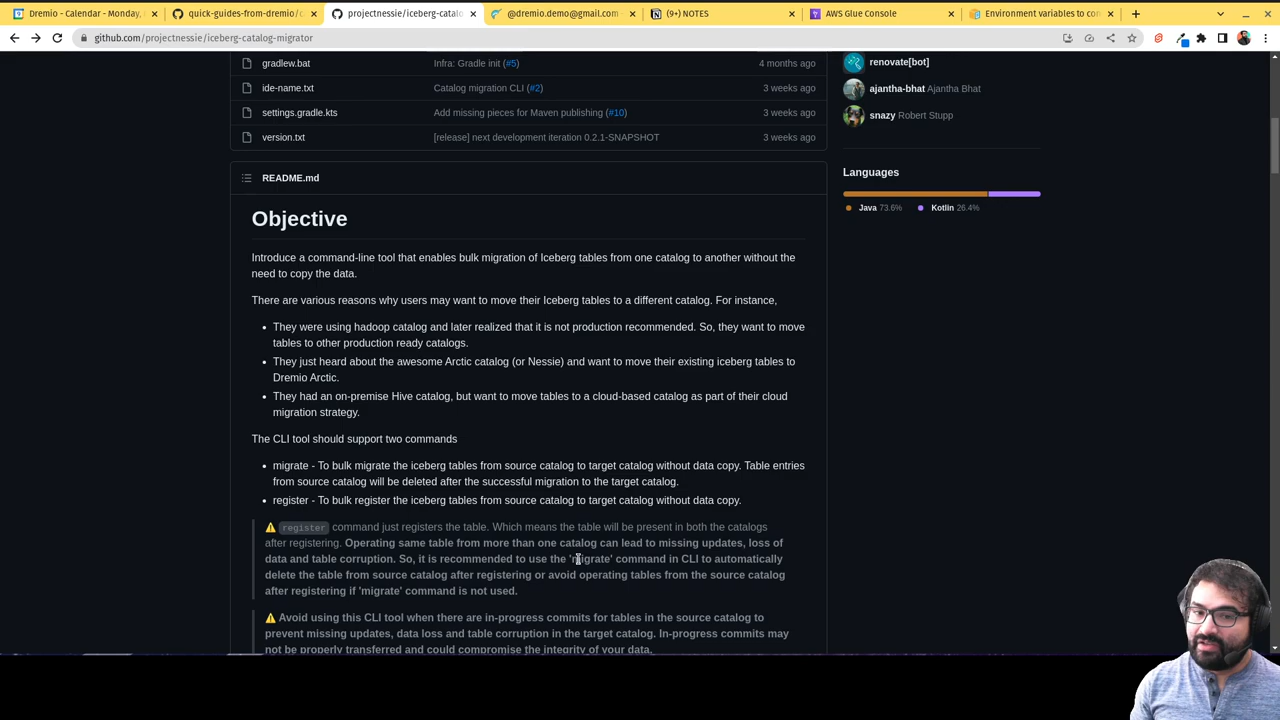 Dremio - Calendar - Monday,
quick-guides-from-dremio/c
projectnessie/iceberg-catalo
@dremio.demo@gmail.com
(9+) NOTES
AWS Glue Console
Environment variables to con
github.com/projectnessie/iceberg-catalog-migrator
gradlew.bat Infra: Gradle init (#5) 4 months ago
ide-name.txt Catalog migration CLI (#2) 3 weeks ago
settings.gradle.kts Add missing pieces for Maven publishing (#10) 3 weeks ago
version.txt [release] next development iteration 0.2.1-SNAPSHOT 3 weeks ago
renovate[bot]
ajantha-bhat Ajantha Bhat
snazy Robert Stupp
Languages
Java 73.6% Kotlin 26.4%
README.md
Objective
Introduce a command-line tool that enables bulk migration of Iceberg tables from one catalog to another without the
need to copy the data.
There are various reasons why users may want to move their Iceberg tables to a different catalog. For instance,
• They were using hadoop catalog and later realized that it is not production recommended. So, they want to move
tables to other production ready catalogs.
• They just heard about the awesome Arctic catalog (or Nessie) and want to move their existing iceberg tables to
Dremio Arctic.
• They had an on-premise Hive catalog, but want to move tables to a cloud-based catalog as part of their cloud
migration strategy.
The CLI tool should support two commands
• migrate - To bulk migrate the iceberg tables from source catalog to target catalog without data copy. Table entries
from source catalog will be deleted after the successful migration to the target catalog.
• register - To bulk register the iceberg tables from source catalog to target catalog without data copy.
⚠️ register command just registers the table. Which means the table will be present in both the catalogs
after registering. Operating same table from more than one catalog can lead to missing updates, loss of
data and table corruption. So, it is recommended to use the 'migrate' command in CLI to automatically
delete the table from source catalog after registering or avoid operating tables from the source catalog
after registering if 'migrate' command is not used.
⚠️ Avoid using this CLI tool when there are in-progress commits for tables in the source catalog to
prevent missing updates, data loss and table corruption in the target catalog. In-progress commits may
not be properly transferred and could compromise the integrity of your data.